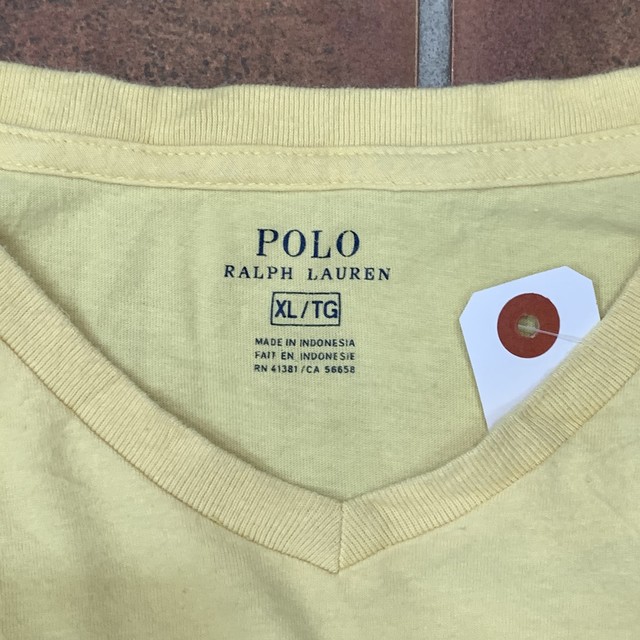 POLO
RALPH LAUREN
XL/TG
MADE IN INDONESIA
FAIT EN INDONESIE
RN 41381/CA 56658